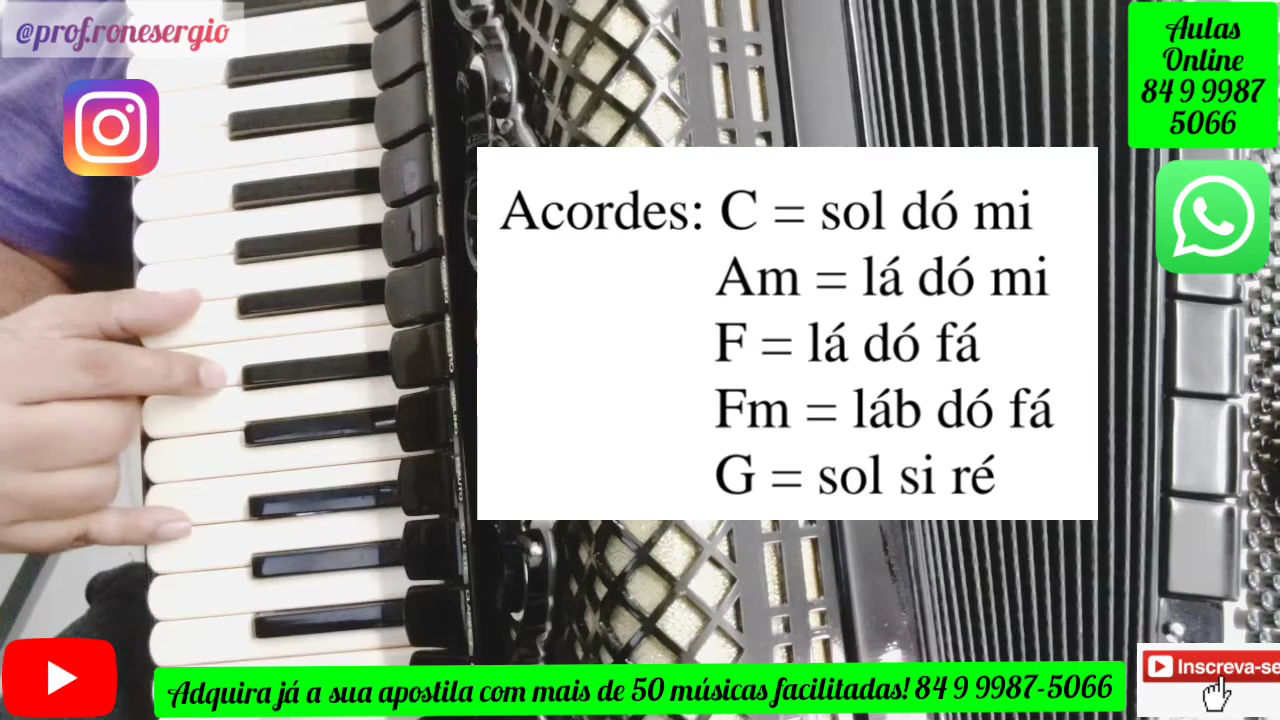 @prof.ronesergio
Aulas
Online
84 9 9987
5066
Acordes: C = sol dó mi
Am = lá dó mi
F = lá dó fá
Fm = láb dó fá
G = sol si ré
Adquira já a sua apostila com mais de 50 músicas facilitadas! 84 9 9987-5066
Inscreva-se